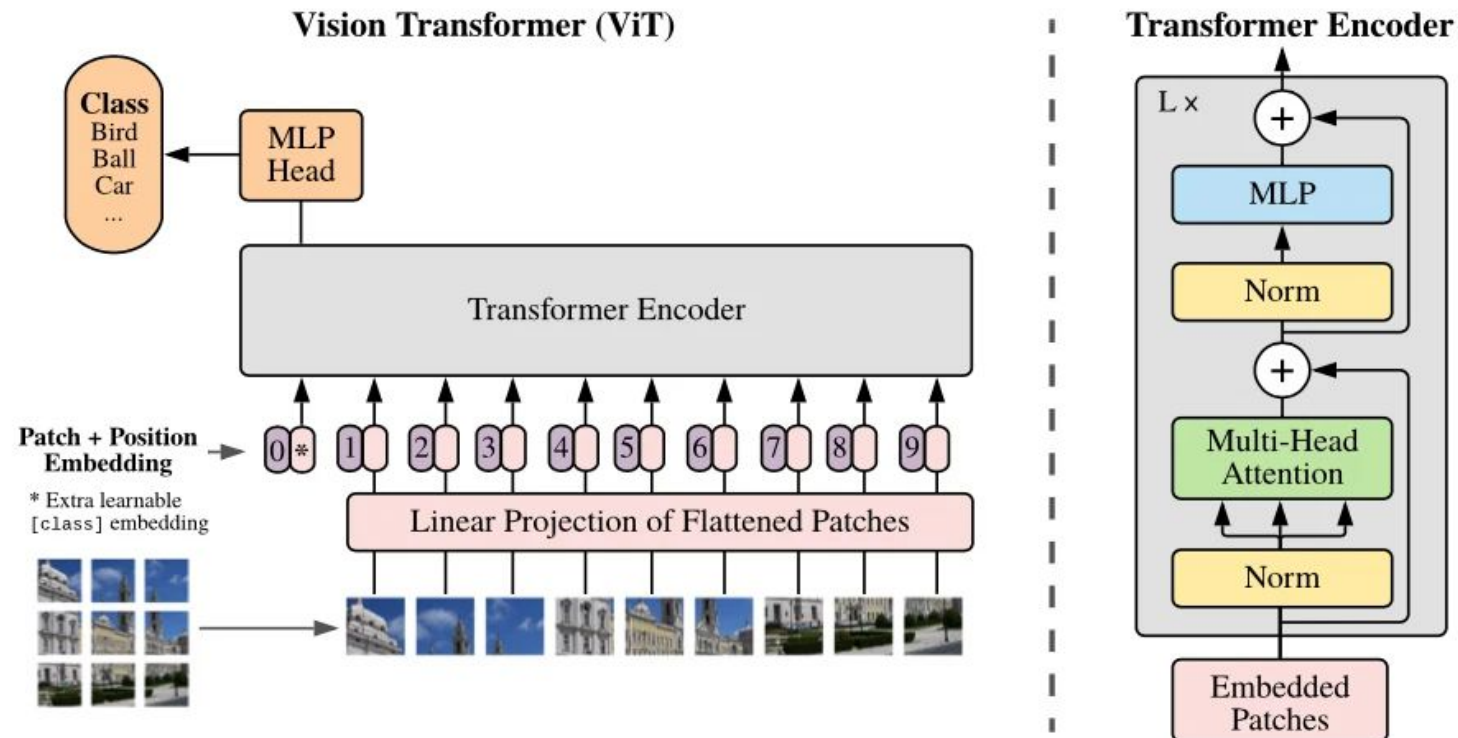 Vision Transformer (ViT)
Class
Bird
Ball
Car
...
MLP
Head
Transformer Encoder
Patch + Position
Embedding
0 * 1 2 3 4 5 6 7 8 9
* Extra learnable
[class] embedding
Linear Projection of Flattened Patches
Transformer Encoder
L ×
+
MLP
Norm
+
Multi-Head
Attention
Norm
Embedded
Patches